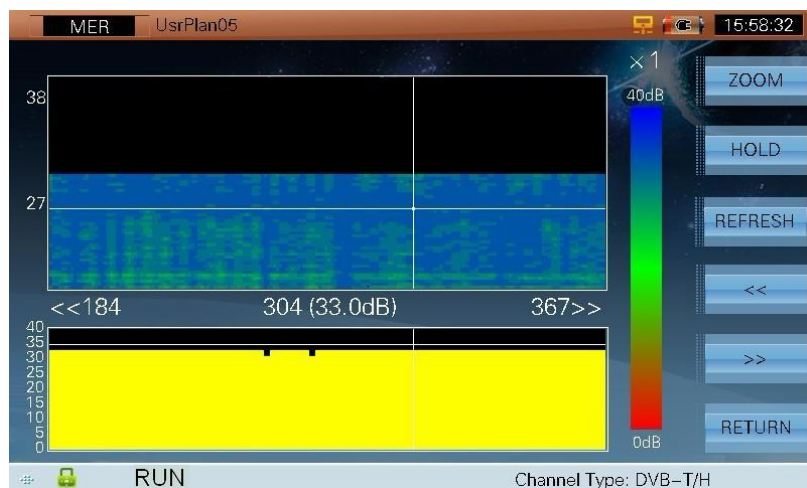 MER UsrPlan05 15:58:32
×1
40dB
ZOOM
38
HOLD
27
REFRESH
<<184 304 (33.0dB) 367>>
<<
40
35
30
25
20
15
10
5
0
>>
RETURN
0dB
RUN Channel Type: DVB-T/H